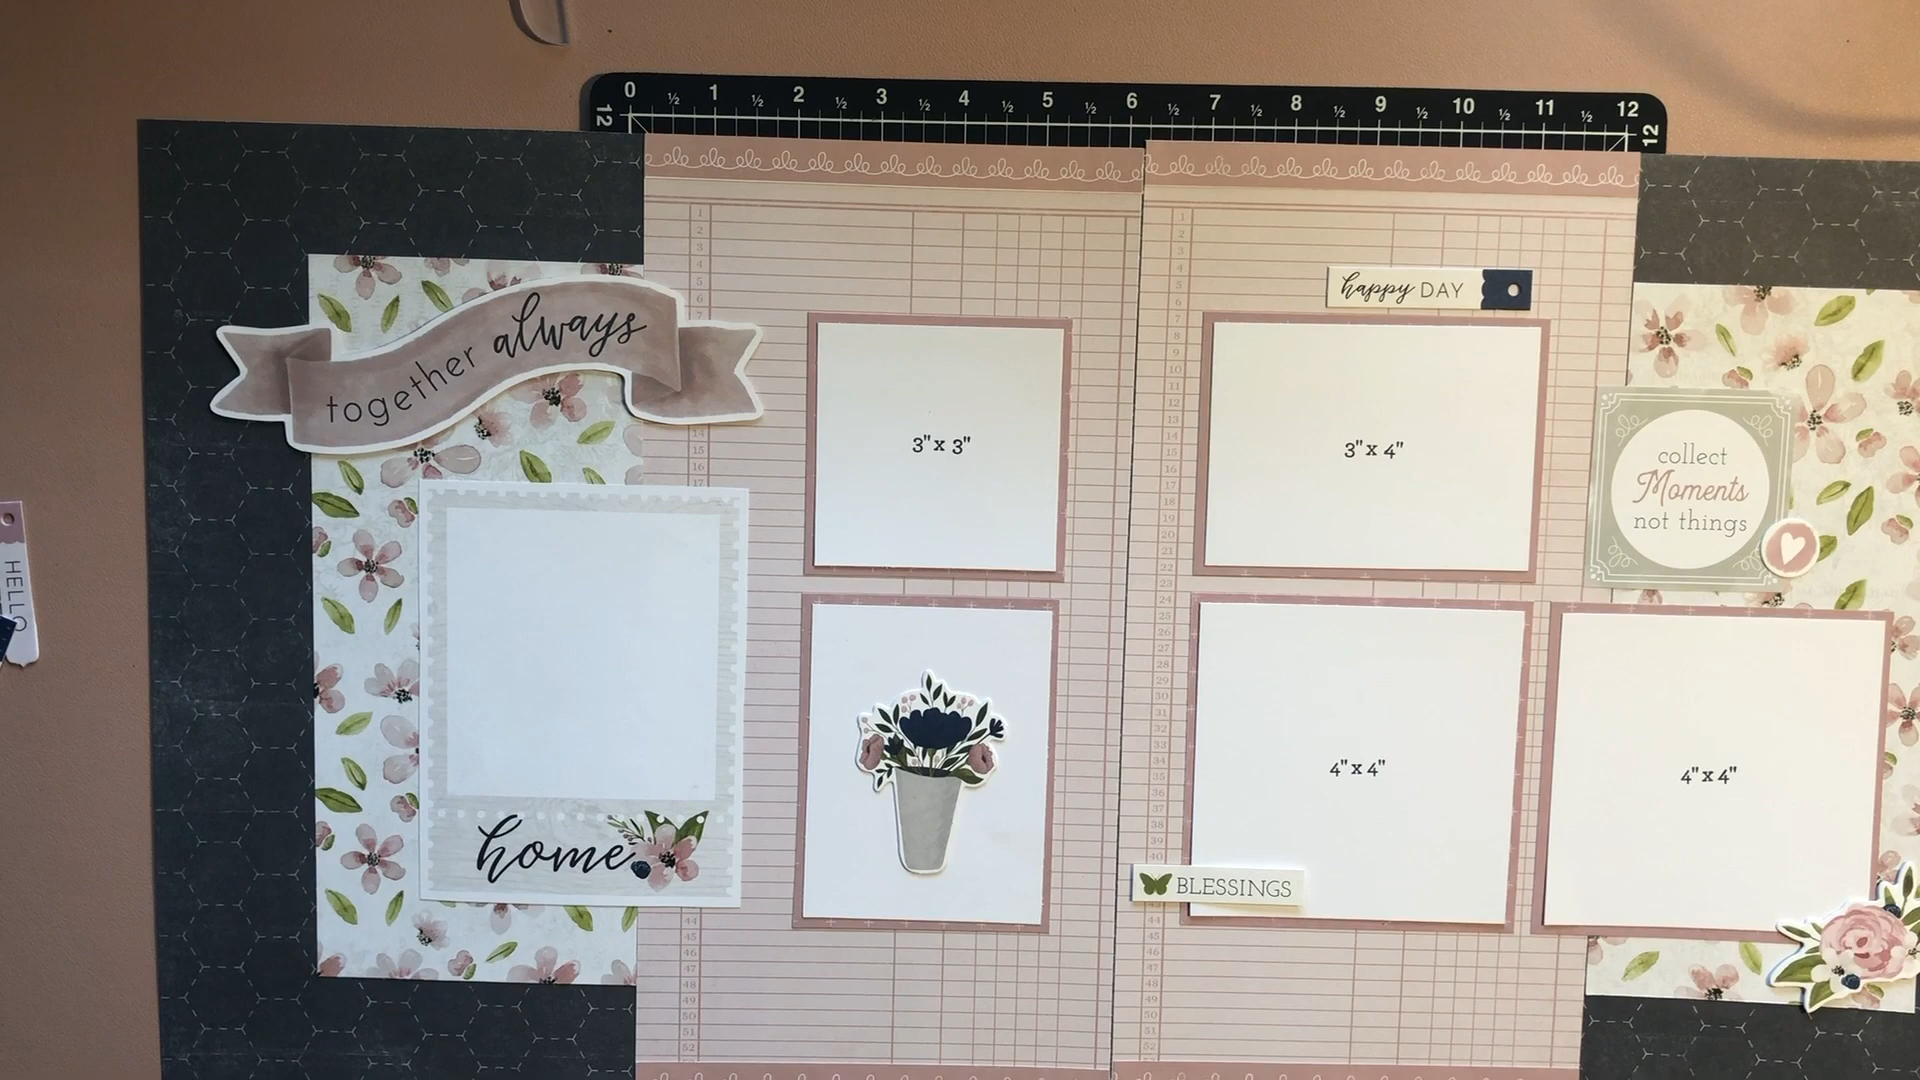 0 ½ 1 ½ 2 ½ 3 ½ 4 ½ 5 ½ 6 ½ 7 ½ 8 ½ 9 ½ 10 ½ 11 ½ 12
12
12
together always
happy DAY
3" x 3"
3" x 4"
collect
Moments
not things
HELLO
4" x 4"
4" x 4"
home
BLESSINGS